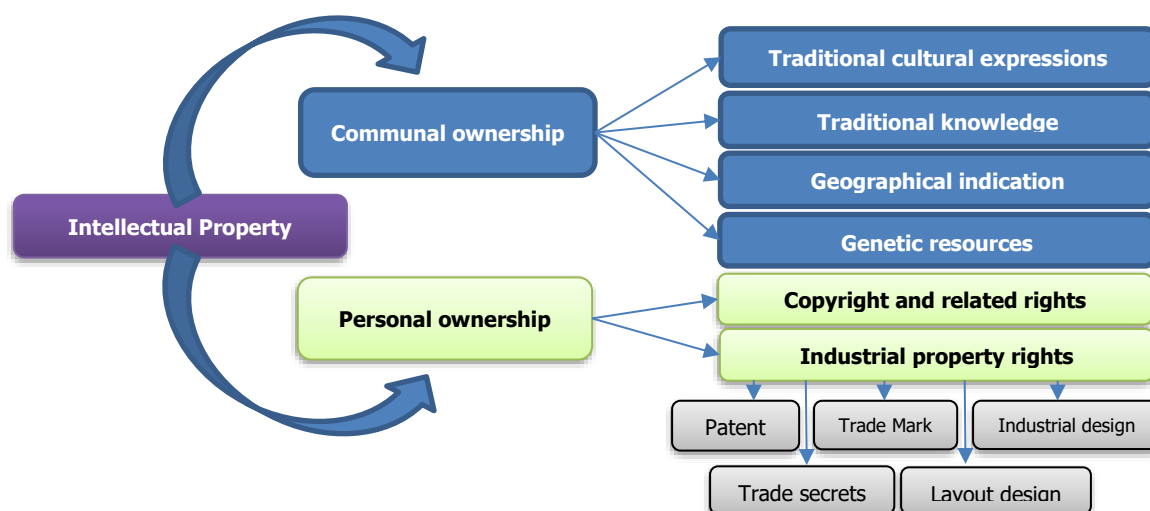 Traditional cultural expressions
Communal ownership
Traditional knowledge
Geographical indication
Intellectual Property
Genetic resources
Personal ownership
Copyright and related rights
Industrial property rights
Patent
Trade Mark
Industrial design
Trade secrets
Layout design